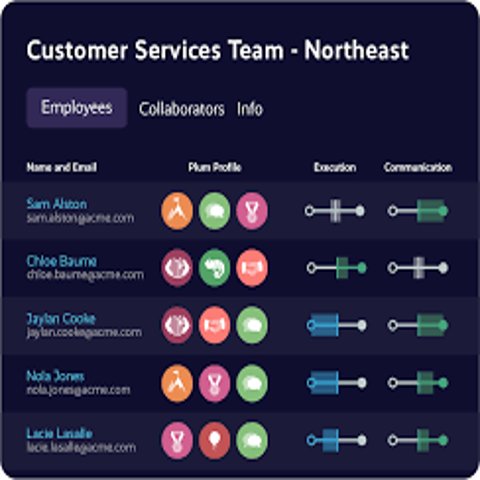 Customer Services Team - Northeast
Employees Collaborators Info
Name and Email Plum Profile Execution Communication
Sam Alston
sam.alston@acme.com
Chloe Baume
chloe.baume@acme.com
Jaylan Cooke
jaylan.cooke@acme.com
Nola Jones
nola.jones@acme.com
Lacie Lasalle
lacie.lasalle@acme.com